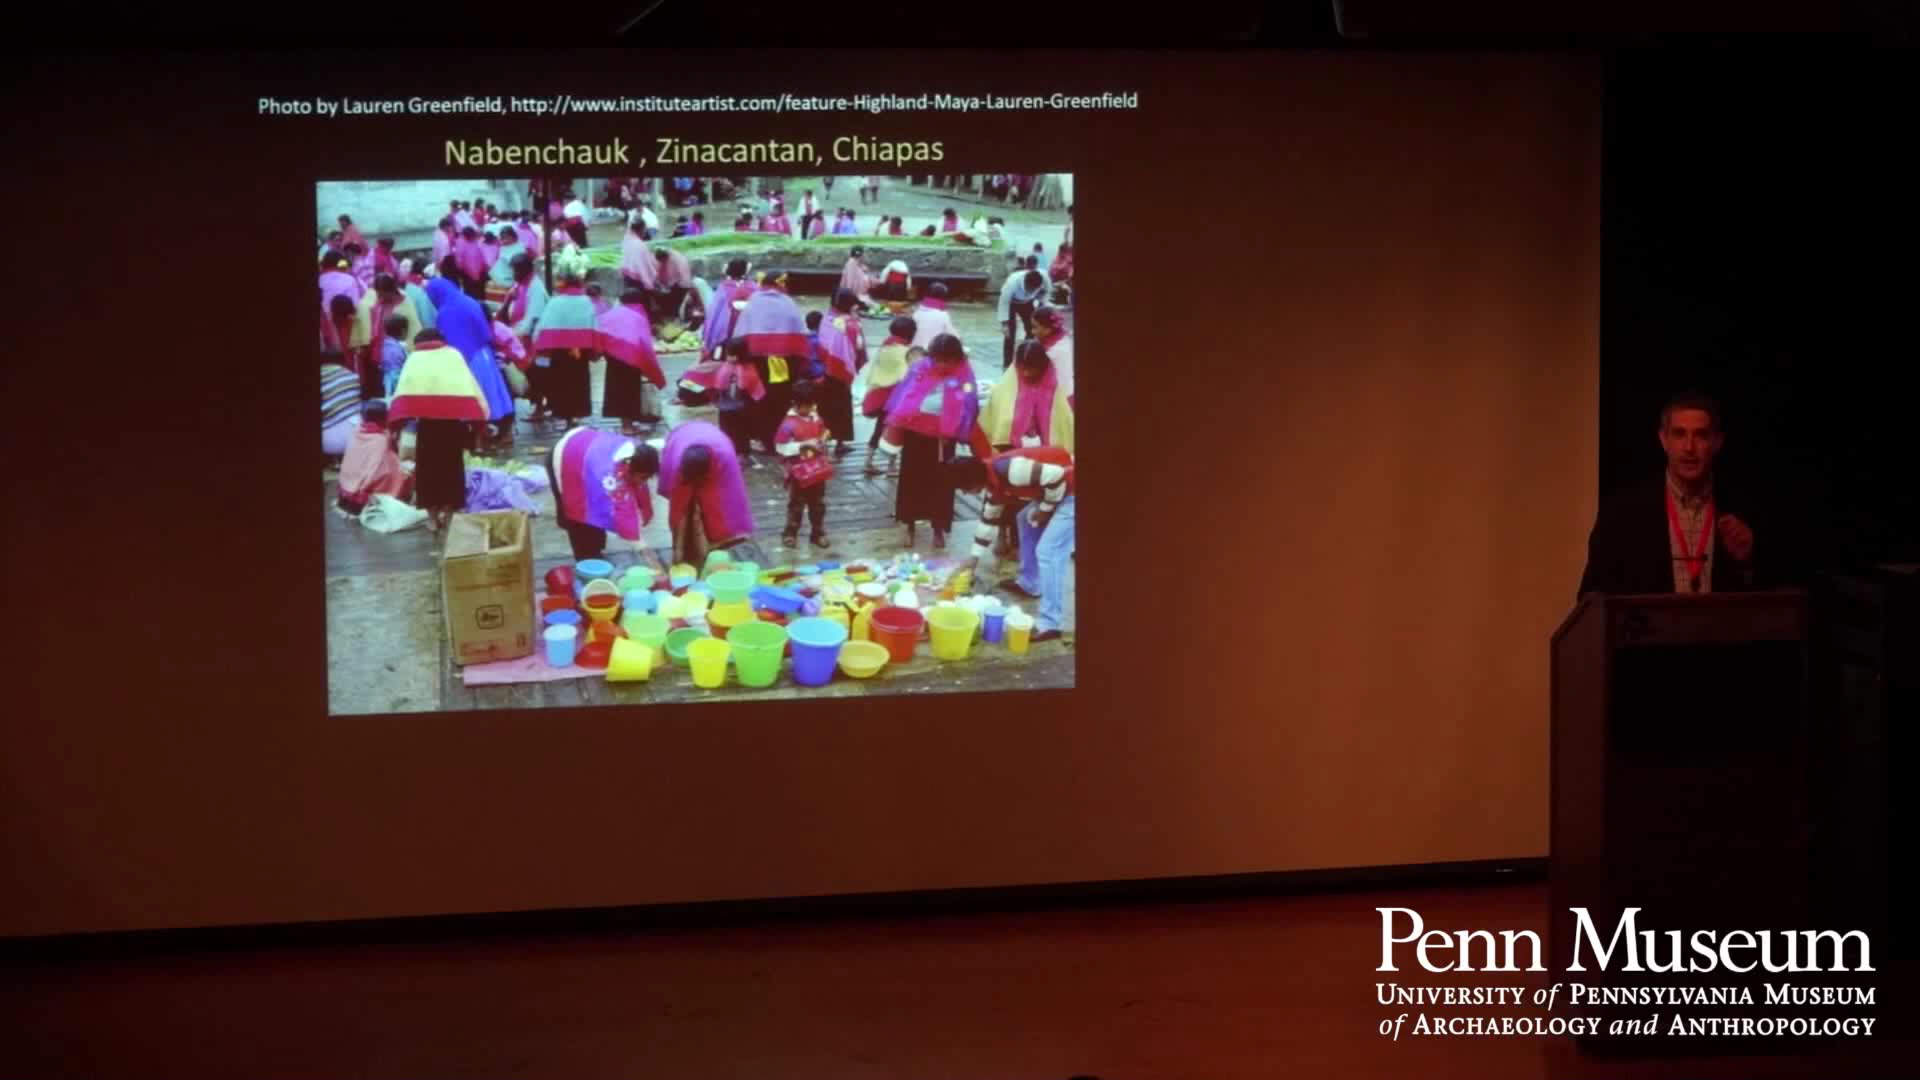 Photo by Lauren Greenfield, http://www.instituteartist.com/feature-Highland-Maya-Lauren-Greenfield
Nabenchauk , Zinacantan, Chiapas
Penn Museum
UNIVERSITY of PENNSYLVANIA MUSEUM
of ARCHAEOLOGY and ANTHROPOLOGY